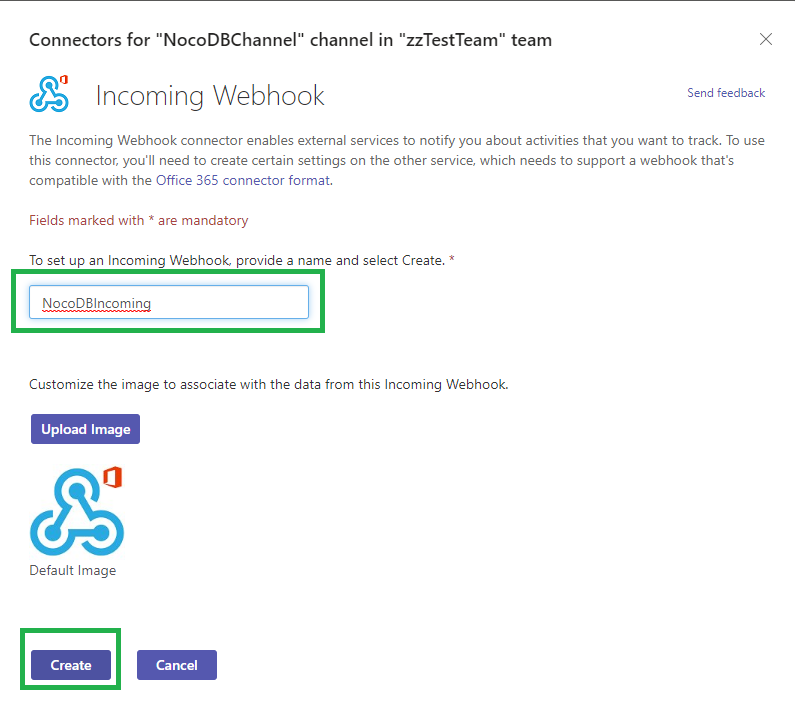 Connectors for "NocoDBChannel" channel in "zzTestTeam" team
Incoming Webhook
Send feedback
The Incoming Webhook connector enables external services to notify you about activities that you want to track. To use
this connector, you'll need to create certain settings on the other service, which needs to support a webhook that's
compatible with the Office 365 connector format.
Fields marked with * are mandatory
To set up an Incoming Webhook, provide a name and select Create. *
NocoDBIncoming
Customize the image to associate with the data from this Incoming Webhook.
Upload Image
Default Image
Create
Cancel